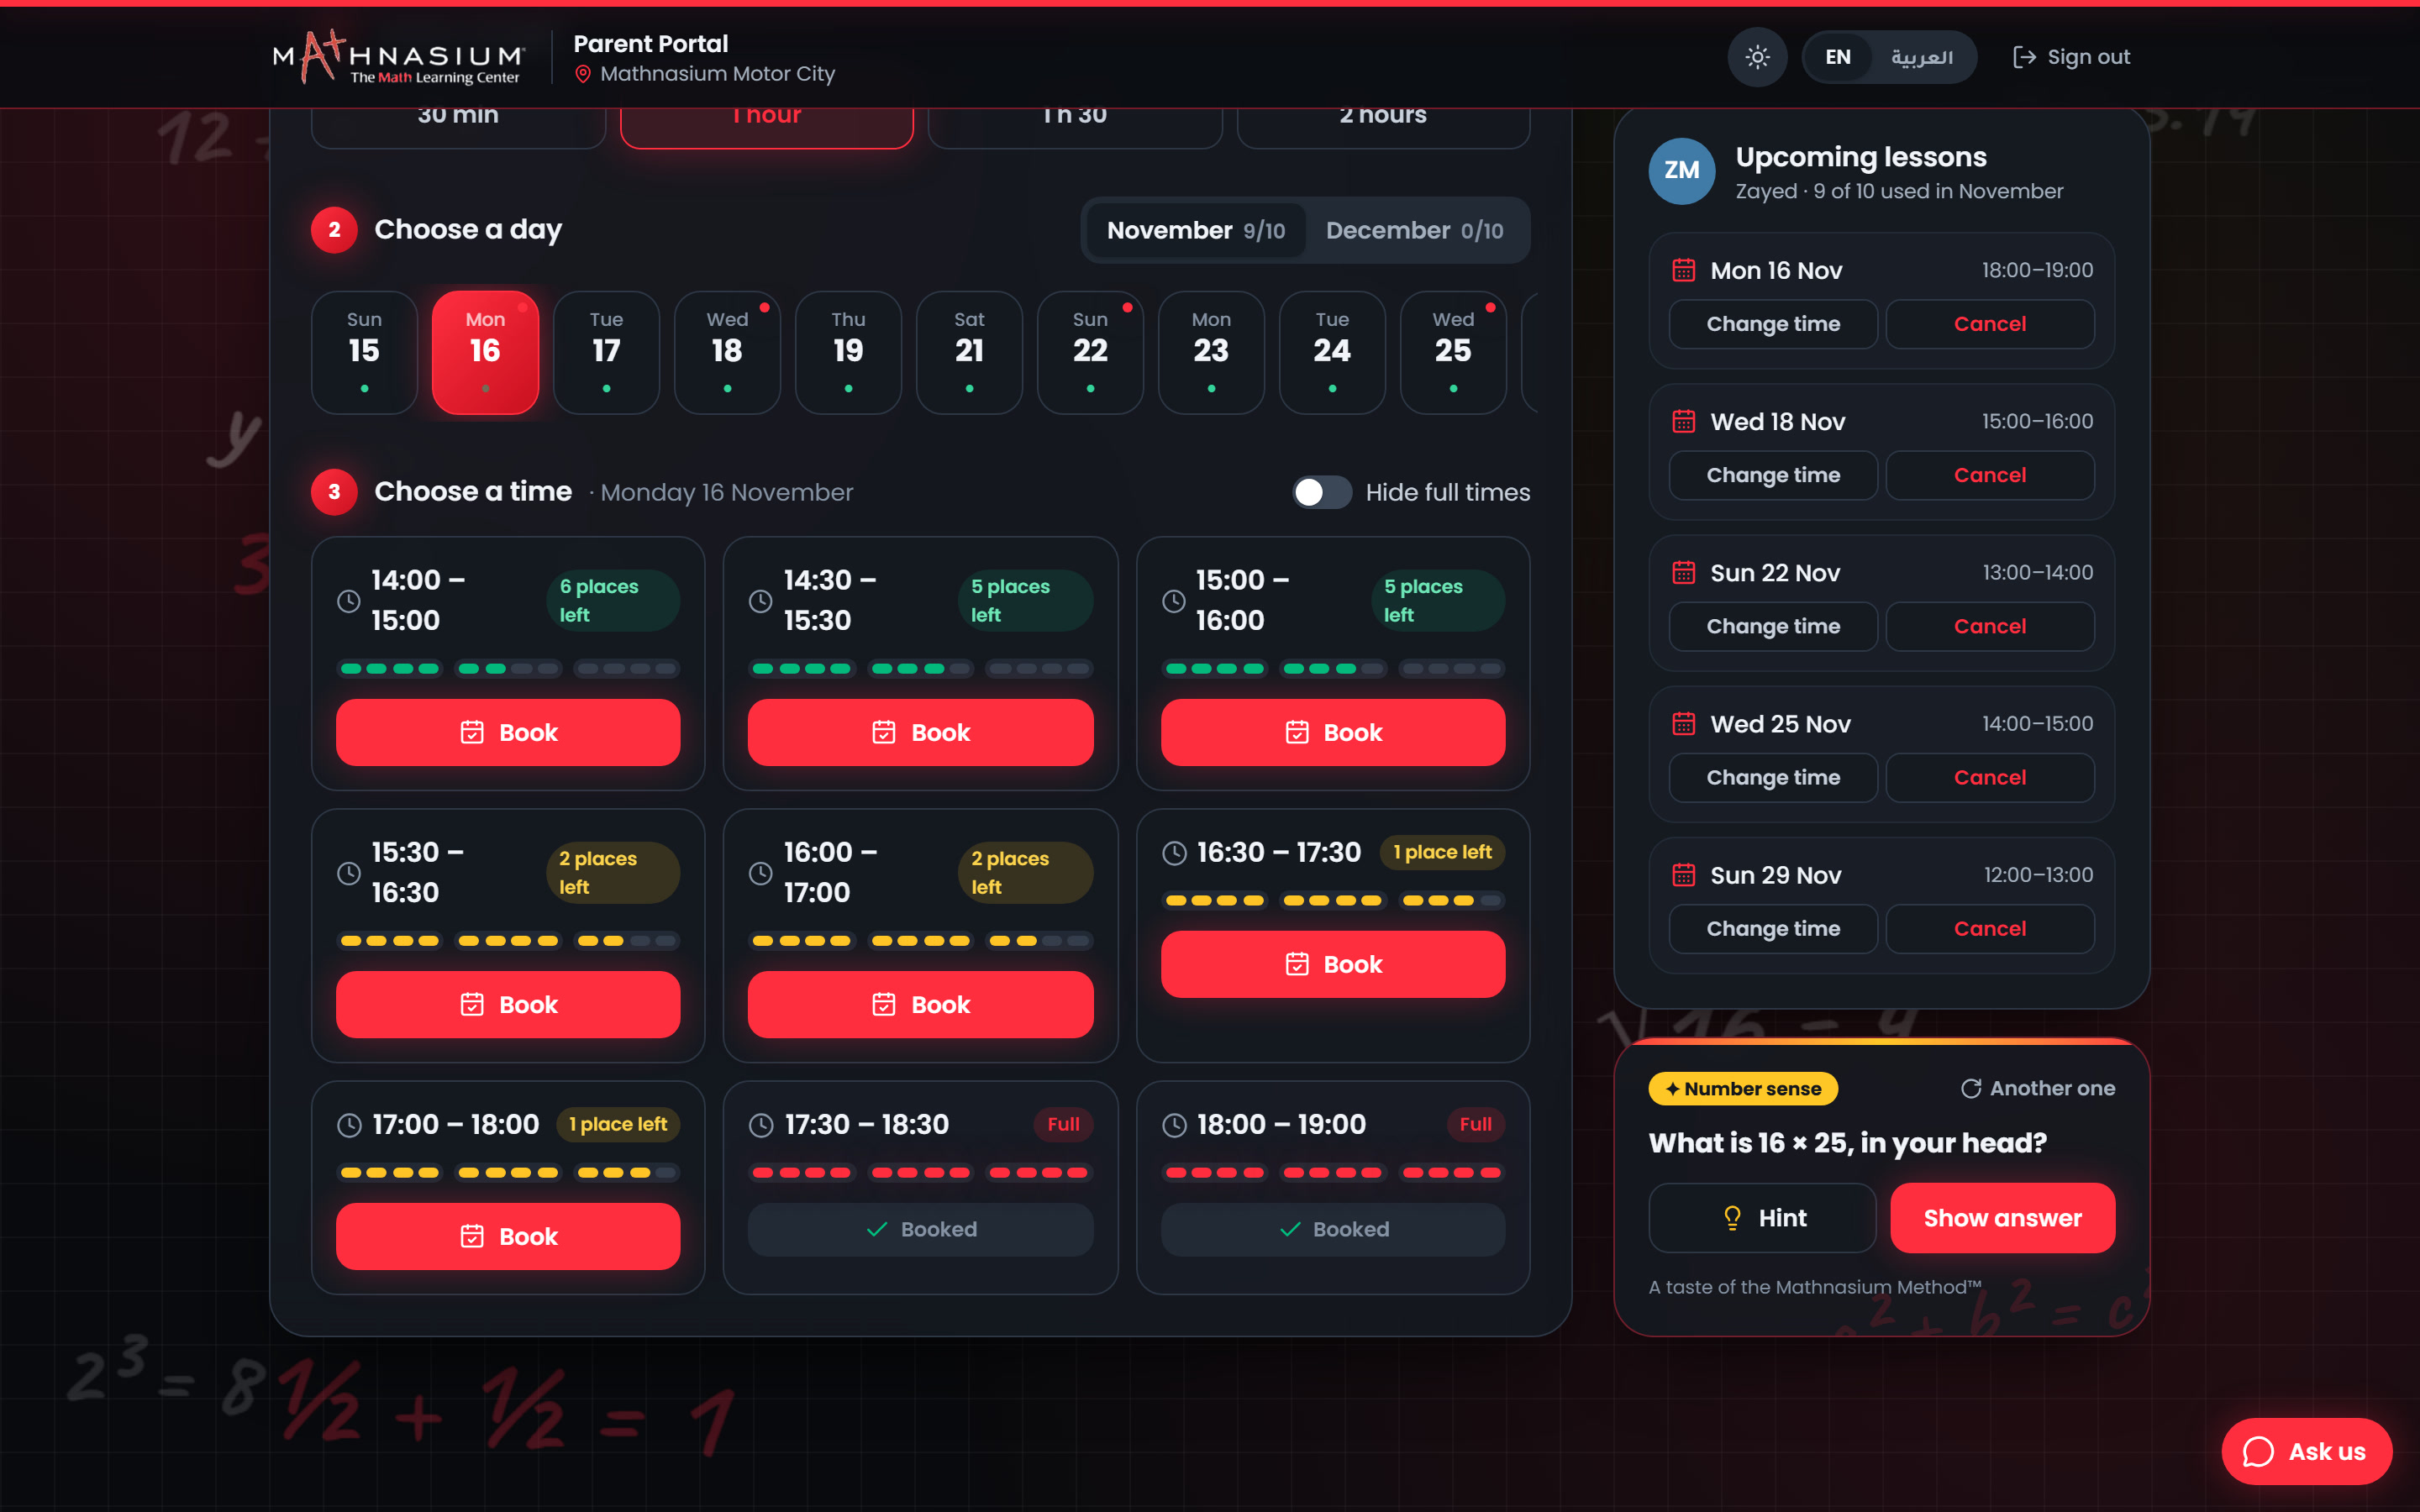 MATHNASIUM
The Math Learning Center
Parent Portal
Mathnasium Motor City
EN
العربية
Sign out
30 min
1 hour
1 h 30
2 hours
2
Choose a day
November 9/10
December 0/10
Sun
15
Mon
16
Tue
17
Wed
18
Thu
19
Sat
21
Sun
22
Mon
23
Tue
24
Wed
25
3
Choose a time · Monday 16 November
Hide full times
14:00 –
15:00
6 places
left
Book
14:30 –
15:30
5 places
left
Book
15:00 –
16:00
5 places
left
Book
15:30 –
16:30
2 places
left
Book
16:00 –
17:00
2 places
left
Book
16:30 – 17:30
1 place left
Book
17:00 – 18:00
1 place left
Book
17:30 – 18:30
Full
Booked
18:00 – 19:00
Full
Booked
ZM
Upcoming lessons
Zayed · 9 of 10 used in November
Mon 16 Nov
18:00–19:00
Change time
Cancel
Wed 18 Nov
15:00–16:00
Change time
Cancel
Sun 22 Nov
13:00–14:00
Change time
Cancel
Wed 25 Nov
14:00–15:00
Change time
Cancel
Sun 29 Nov
12:00–13:00
Change time
Cancel
✦ Number sense
Another one
What is 16 × 25, in your head?
Hint
Show answer
A taste of the Mathnasium Method™
12
y
3
3.14
√16 = 4
a² + b² = c²
2³ = 8
½ + ½ = 1
Ask us